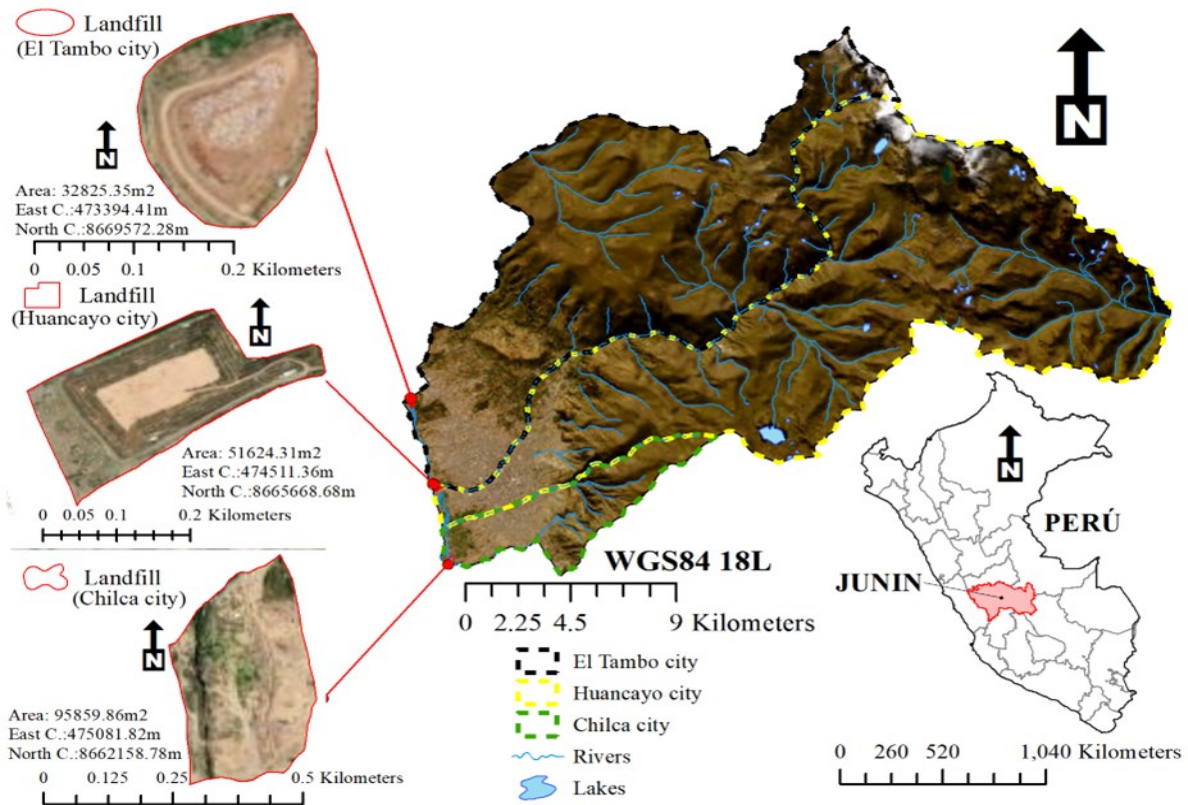 Landfill
(El Tambo city)
N
Area: 32825.35m2
East C.:473394.41m
North C.:8669572.28m
0 0.05 0.1 0.2 Kilometers
Landfill
(Huancayo city)
N
Area: 51624.31m2
East C.:474511.36m
North C.:8665668.68m
0 0.05 0.1 0.2 Kilometers
Landfill
(Chilca city)
N
Area: 95859.86m2
East C.:475081.82m
North C.:8662158.78m
0 0.125 0.25 0.5 Kilometers
N
WGS84 18L
0 2.25 4.5 9 Kilometers
El Tambo city
Huancayo city
Chilca city
Rivers
Lakes
N
PERÚ
JUNIN
0 260 520 1,040 Kilometers